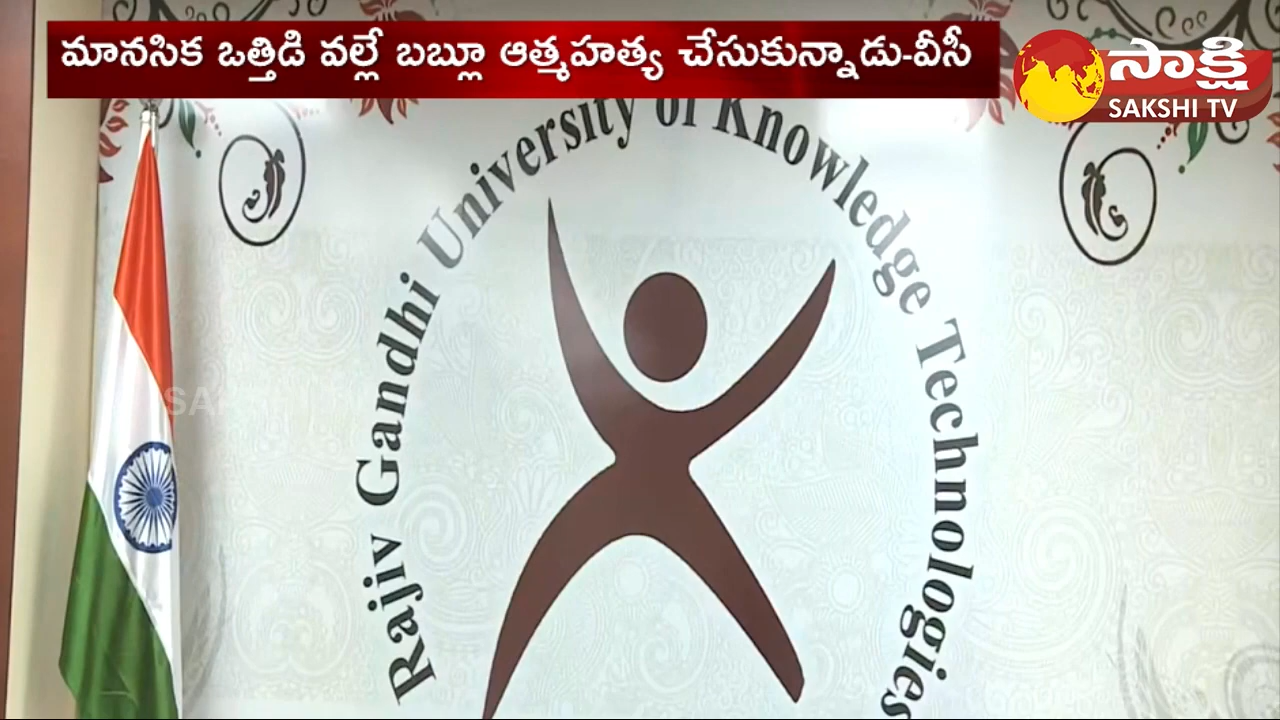 మానసిక ఒత్తిడి వల్లే బబ్లూ ఆత్మహత్య చేసుకున్నాడు-వీసీ
సాక్షి
SAKSHI TV
Rajiv Gandhi University of Knowledge Technologies